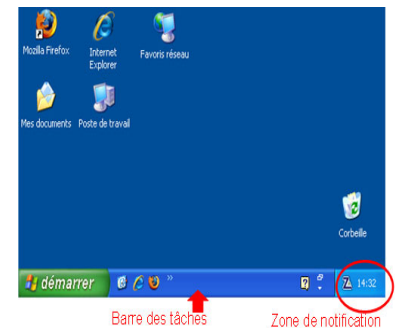 Mozilla Firefox
Internet Explorer
Favoris réseau
Mes documents
Poste de travail
Corbeille
démarrer
»
?
14:32
Barre des tâches
Zone de notification